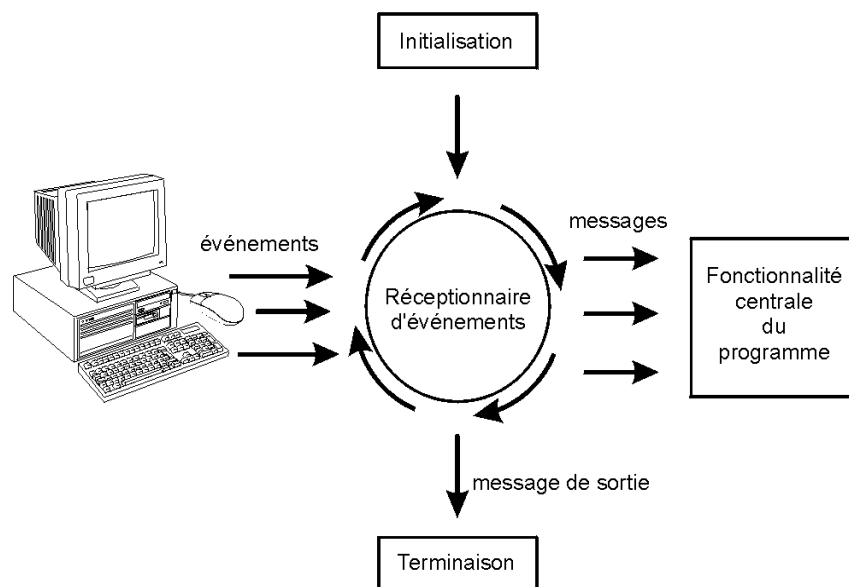 Initialisation
événements
messages
Réceptionnaire
d'événements
Fonctionnalité
centrale
du
programme
message de sortie
Terminaison